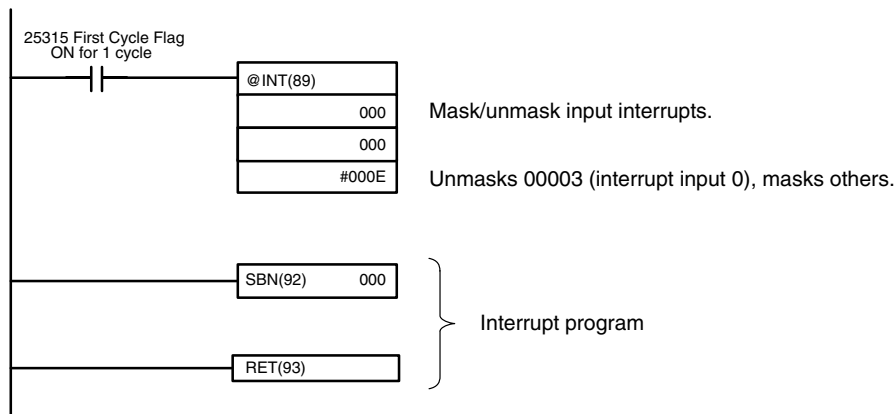 25315 First Cycle Flag
ON for 1 cycle
@INT(89)
000 Mask/unmask input interrupts.
000
#000E Unmasks 00003 (interrupt input 0), masks others.
SBN(92) 000
Interrupt program
RET(93)